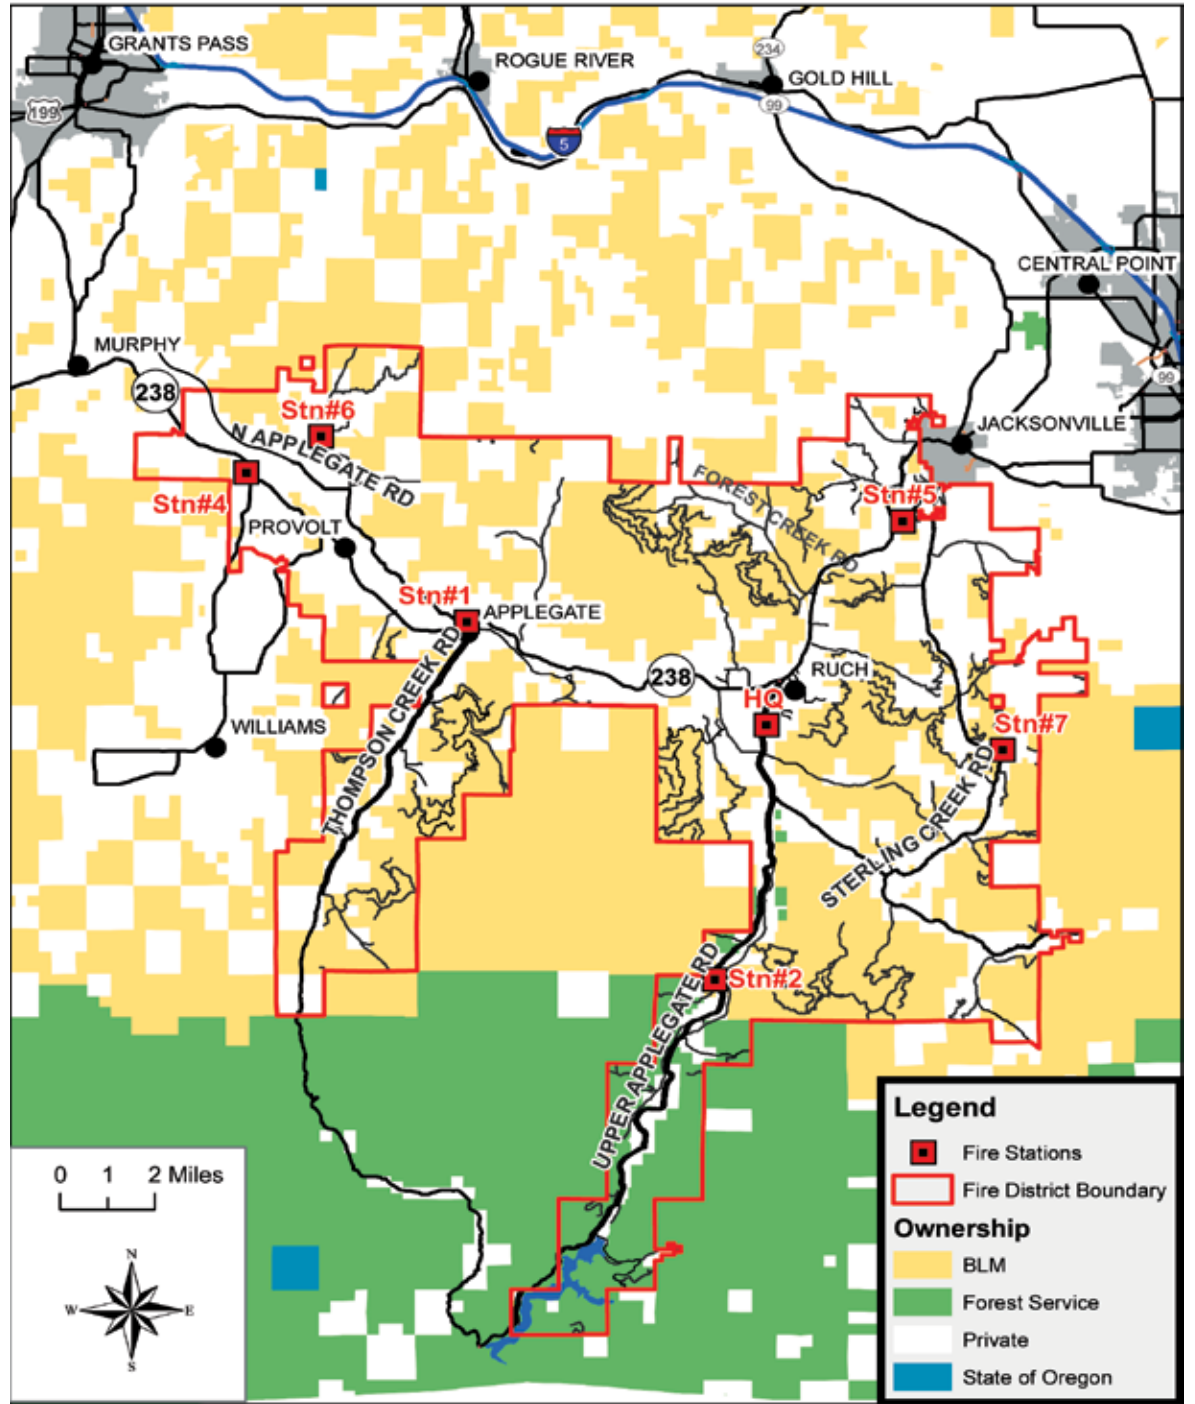 GRANTS PASS
ROGUE RIVER
234
GOLD HILL
199
99
5
CENTRAL POINT
MURPHY
99
238
Stn#6
JACKSONVILLE
N APPLEGATE RD
FOREST CREEK RD
Stn#4
Stn#5
PROVOLT
Stn#1
APPLEGATE
238
RUCH
HQ
WILLIAMS
Stn#7
THOMPSON CREEK RD
STERLING CREEK RD
Stn#2
UPPER APPLEGATE RD
0 1 2 Miles
N
W E
S
Legend
Fire Stations
Fire District Boundary
Ownership
BLM
Forest Service
Private
State of Oregon